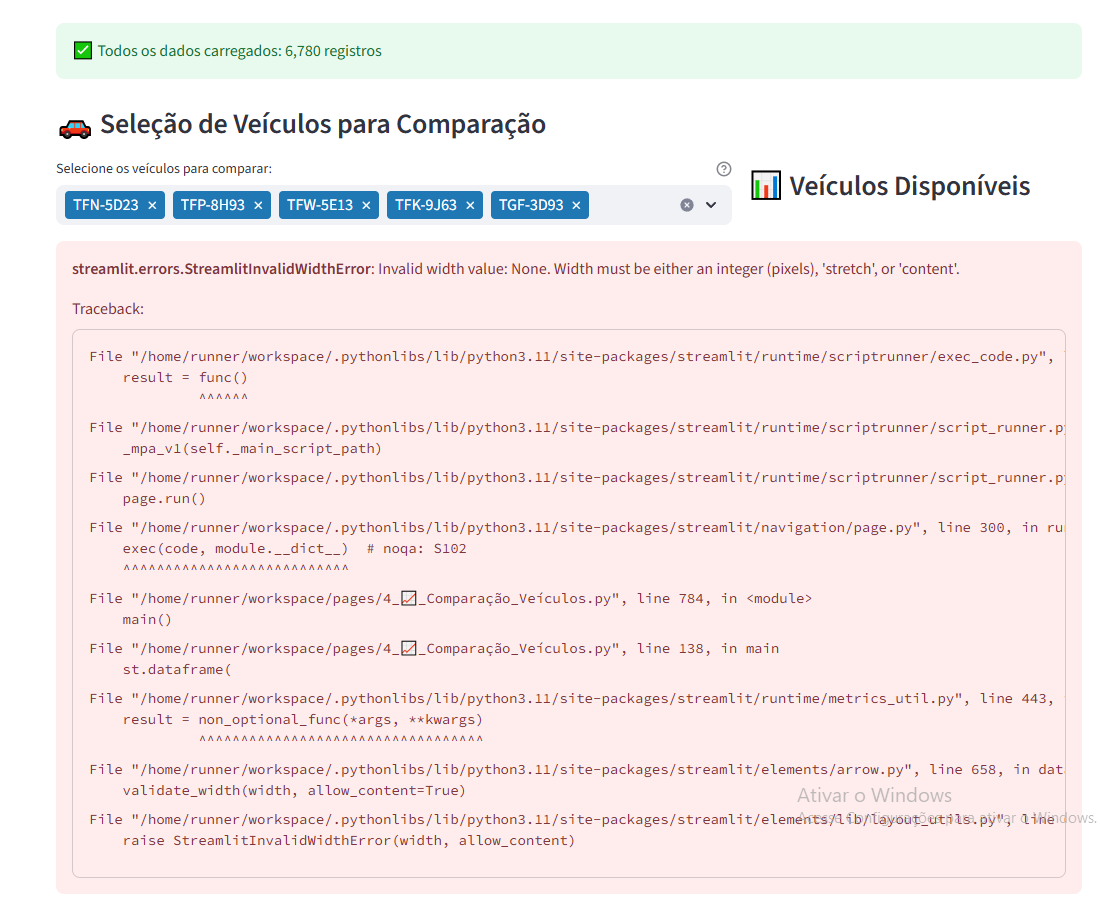 Todos os dados carregados: 6,780 registros
Seleção de Veículos para Comparação
Selecione os veículos para comparar:
TFN-5D23 × TFP-8H93 × TFW-5E13 × TFK-9J63 × TGF-3D93 ×
Veículos Disponíveis
streamlit.errors.StreamlitInvalidWidthError: Invalid width value: None. Width must be either an integer (pixels), 'stretch', or 'content'.
Traceback:
File "/home/runner/workspace/.pythonlibs/lib/python3.11/site-packages/streamlit/runtime/scriptrunner/exec_code.py",
result = func()
^^^^^^
File "/home/runner/workspace/.pythonlibs/lib/python3.11/site-packages/streamlit/runtime/scriptrunner/script_runner.py
_mpa_v1(self._main_script_path)
File "/home/runner/workspace/.pythonlibs/lib/python3.11/site-packages/streamlit/runtime/scriptrunner/script_runner.py
page.run()
File "/home/runner/workspace/.pythonlibs/lib/python3.11/site-packages/streamlit/navigation/page.py", line 300, in ru
exec(code, module.__dict__)  # noqa: S102
^^^^^^^^^^^^^^^^^^^^^^^^^^^
File "/home/runner/workspace/pages/4_📈_Comparação_Veículos.py", line 784, in <module>
main()
File "/home/runner/workspace/pages/4_📈_Comparação_Veículos.py", line 138, in main
st.dataframe(
File "/home/runner/workspace/.pythonlibs/lib/python3.11/site-packages/streamlit/runtime/metrics_util.py", line 443,
result = non_optional_func(*args, **kwargs)
^^^^^^^^^^^^^^^^^^^^^^^^^^^^^^^^^^
File "/home/runner/workspace/.pythonlibs/lib/python3.11/site-packages/streamlit/elements/arrow.py", line 658, in dat
validate_width(width, allow_content=True)
File "/home/runner/workspace/.pythonlibs/lib/python3.11/site-packages/streamlit/elements/lib/layout_utils.py", line
raise StreamlitInvalidWidthError(width, allow_content)
Ativar o Windows
Acesse Configurações para ativar o Windows.